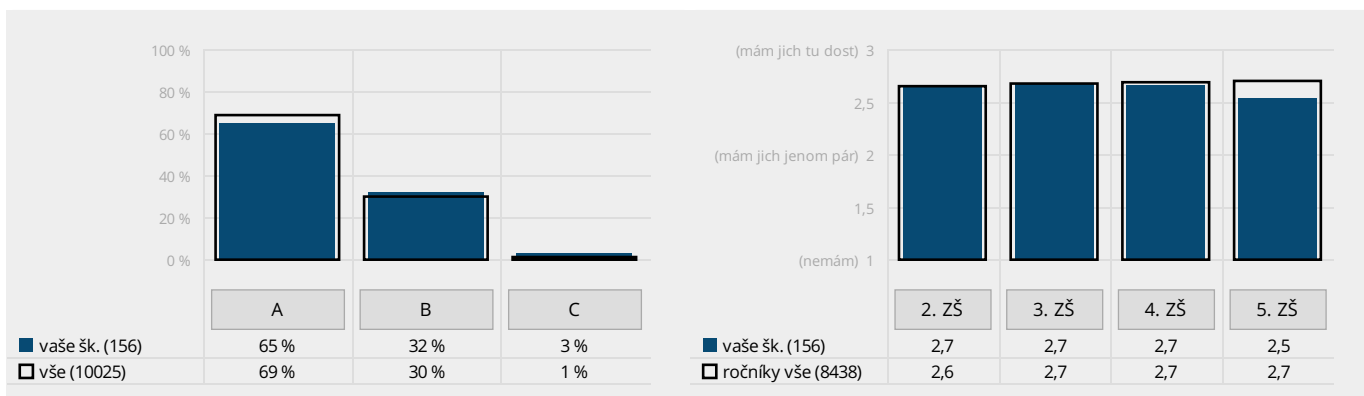 100 %
80 %
60 %
40 %
20 %
0 %
A B C
vaše šk. (156) 65 % 32 % 3 %
vše (10025) 69 % 30 % 1 %
(mám jich tu dost) 3
2,5
(mám jich jenom pár) 2
1,5
(nemám) 1
2. ZŠ 3. ZŠ 4. ZŠ 5. ZŠ
vaše šk. (156) 2,7 2,7 2,7 2,5
ročníky vše (8438) 2,6 2,7 2,7 2,7